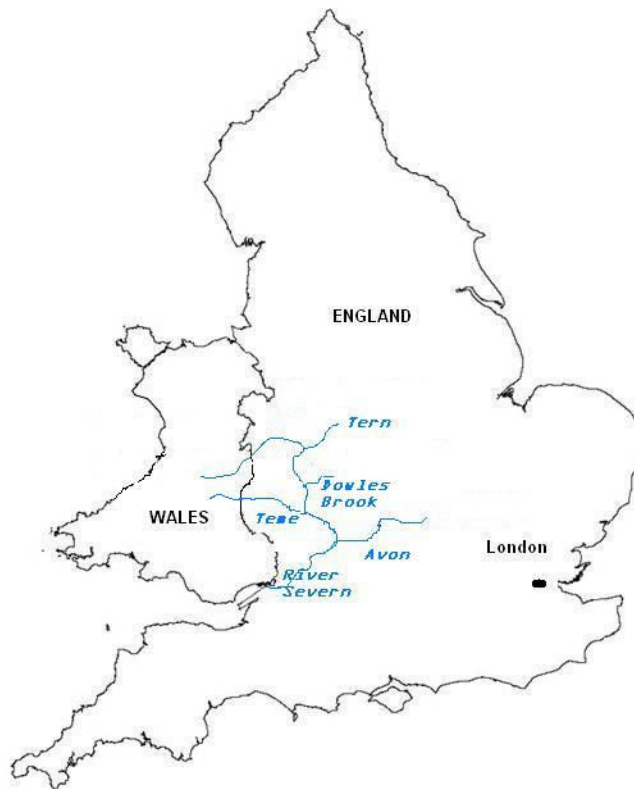 ENGLAND
Tern
Dowles
Brook
WALES
Teme
Avon
London
River
Severn